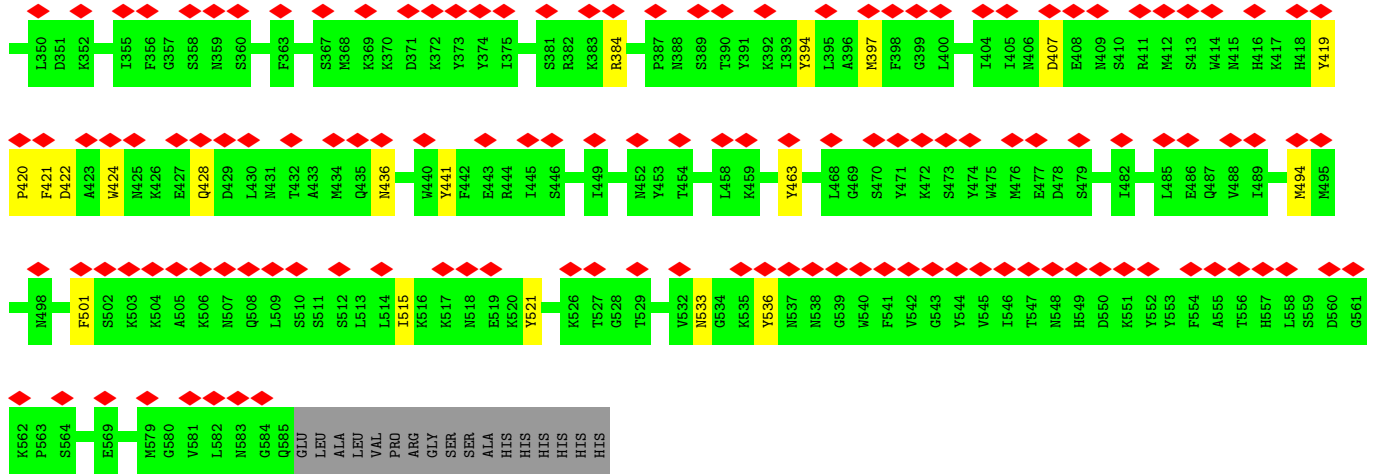 L350 D351 K352 I355 F356 G357 S358 N359 S360 F363 S367 M368 K369 K370 D371 K372 Y373 Y374 I375 S381 R382 K383 R384 P387 N388 S389 T390 Y391 K392 I393 Y394 L395 A396 M397 F398 G399 L400 I404 I405 N406 D407 E408 N409 S410 R411 M412 S413 W414 N415 H416 K417 H418 Y419
P420 F421 D422 A423 W424 N425 K426 E427 Q428 D429 L430 N431 T432 A433 M434 Q435 N436 W440 Y441 F442 E443 R444 I445 S446 I449 N452 Y453 T454 L458 K459 Y463 L468 G469 S470 Y471 K472 S473 Y474 W475 M476 E477 D478 S479 I482 L485 E486 Q487 V488 I489 M494 M495
N498 F501 S502 K503 K504 A505 K506 N507 Q508 L509 S510 S511 S512 L513 L514 I515 K516 K517 N518 E519 K520 Y521 K526 T527 G528 T529 V532 N533 G534 K535 Y536 N537 N538 G539 W540 F541 V542 G543 Y544 V545 I546 T547 N548 H549 D550 K551 Y552 Y553 F554 A555 T556 H557 L558 S559 D560 G561
K562 P563 S564 E569 M579 G580 V581 L582 N583 G584 Q585 GLU LEU ALA LEU VAL PRO ARG GLY SER SER ALA HIS HIS HIS HIS HIS HIS